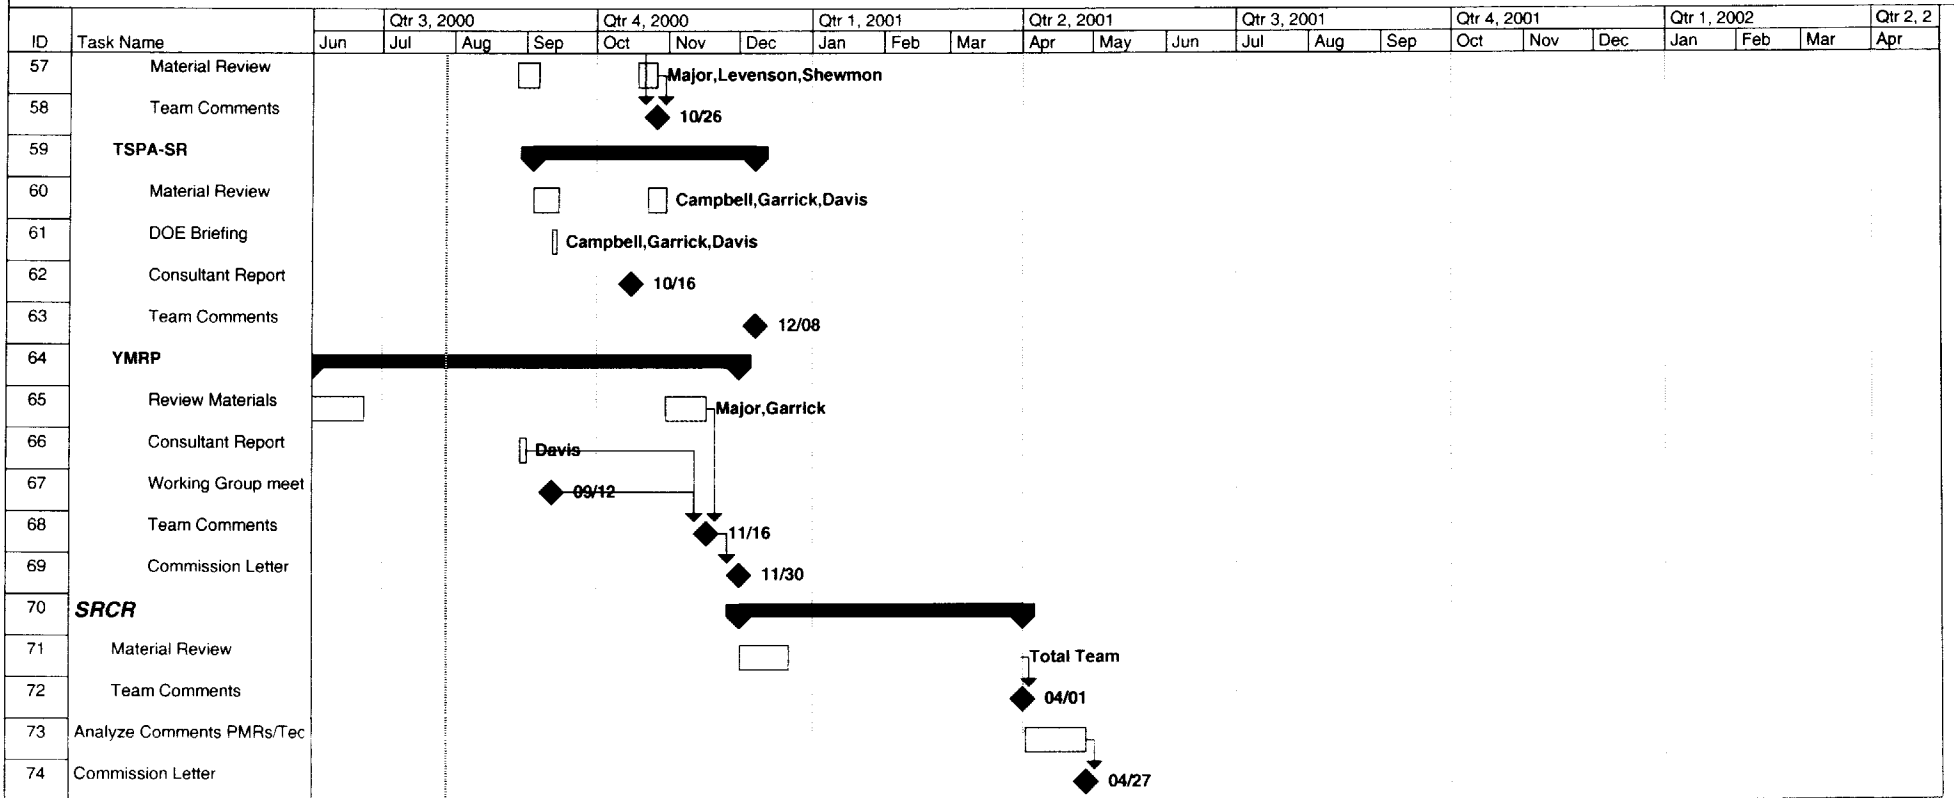 Qtr 3, 2000 Qtr 4, 2000 Qtr 1, 2001 Qtr 2, 2001 Qtr 3, 2001 Qtr 4, 2001 Qtr 1, 2002 Qtr 2, 2
ID Task Name Jun Jul Aug Sep Oct Nov Dec Jan Feb Mar Apr May Jun Jul Aug Sep Oct Nov Dec Jan Feb Mar Apr
57 Material Review Major,Levenson,Shewmon
58 Team Comments 10/26
59 TSPA-SR
60 Material Review Campbell,Garrick,Davis
61 DOE Briefing Campbell,Garrick,Davis
62 Consultant Report 10/16
63 Team Comments 12/08
64 YMRP
65 Review Materials Major,Garrick
66 Consultant Report Davis
67 Working Group meet 09/12
68 Team Comments 11/16
69 Commission Letter 11/30
70 SRCR
71 Material Review Total Team
72 Team Comments 04/01
73 Analyze Comments PMRs/Tec
74 Commission Letter 04/27